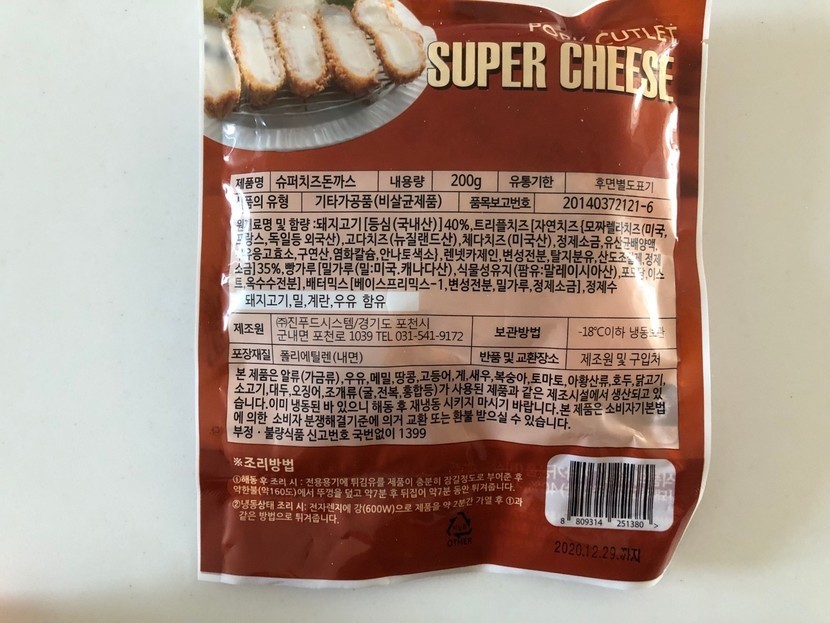 PORK CUTLET
SUPER CHEESE
제품명 슈퍼치즈돈까스 내용량 200g 유통기한 후면별도표기
식품의 유형 기타가공품(비살균제품) 품목보고번호 20140372121-6
원재료명 및 함량 :돼지고기[등심(국내산)]40%,트리플치즈[자연치즈{모짜렐라치즈(미국,
프랑스,독일등 외국산),고다치즈(뉴질랜드산),체다치즈(미국산),정제소금,유산균배양액,
우유응고효소,구연산,염화칼슘,안나토색소},렌넷카제인,변성전분,탈지분유,산도조절제,정제
소금]35%,빵가루[밀가루(밀:미국.캐나다산),식물성유지(팜유:말레이시아산),포도당,이스
트,옥수수전분],배터믹스[베이스프리믹스-1,변성전분,밀가루,정제소금],정제수
돼지고기,밀,계란,우유 함유
제조원 ㈜진푸드시스템/경기도 포천시
군내면 포천로 1039 TEL 031-541-9172 보관방법 -18℃이하 냉동보관
포장재질 폴리에틸렌(내면) 반품 및 교환장소 제조원 및 구입처
본 제품은 알류(가금류),우유,메밀,땅콩,고등어,게,새우,복숭아,토마토,아황산류,호두,닭고기,
소고기,대두,오징어,조개류(굴,전복,홍합등)가 사용된 제품과 같은 제조시설에서 생산되고 있
습니다.이미 냉동된 바 있으니 해동 후 재냉동 시키지 마시기 바랍니다.본 제품은 소비자기본법
에 의한 소비자 분쟁해결기준에 의거 교환 또는 환불 받으실 수 있습니다.
부정·불량식품 신고번호 국번없이 1399
※조리방법
①해동 후 조리 시 : 전용용기에 튀김유를 제품이 충분히 잠길정도로 부어준 후
약한불(약160도)에서 뚜껑을 덮고 약7분 후 뒤집어 약7분 동안 튀겨줍니다.
②냉동상태 조리 시: 전자렌지에 강(600W)으로 제품을 약 2분간 가열 후 ①과
같은 방법으로 튀겨줍니다.
OTHER
8 809314 251380 >
2020.12.29.까지